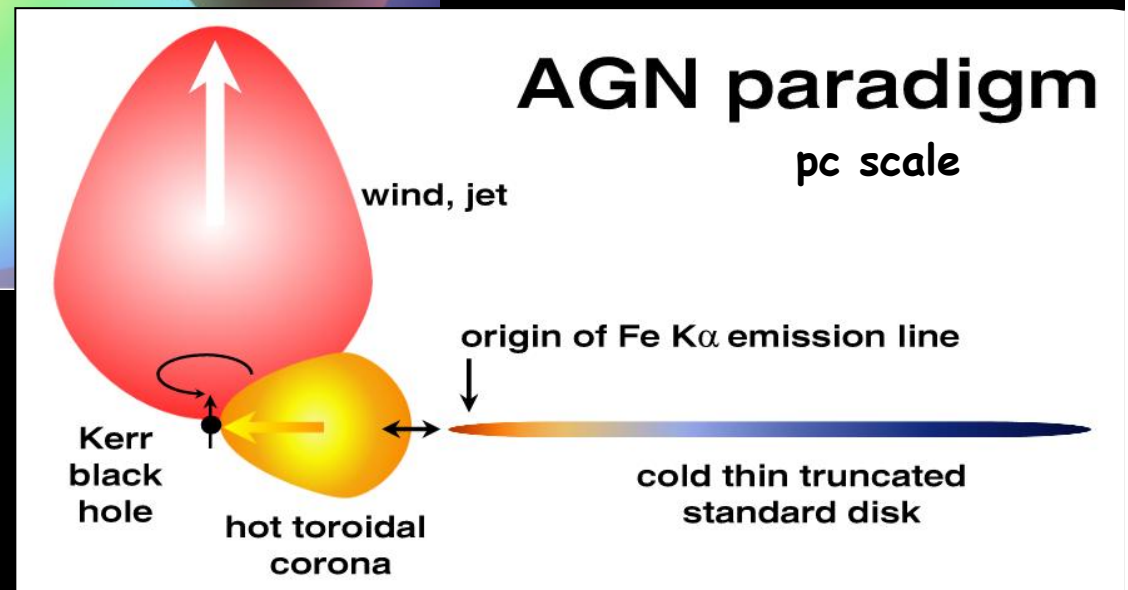 AGN paradigm
pc scale
wind, jet
origin of Fe Kα emission line
Kerr
black
hole
hot toroidal
corona
cold thin truncated
standard disk